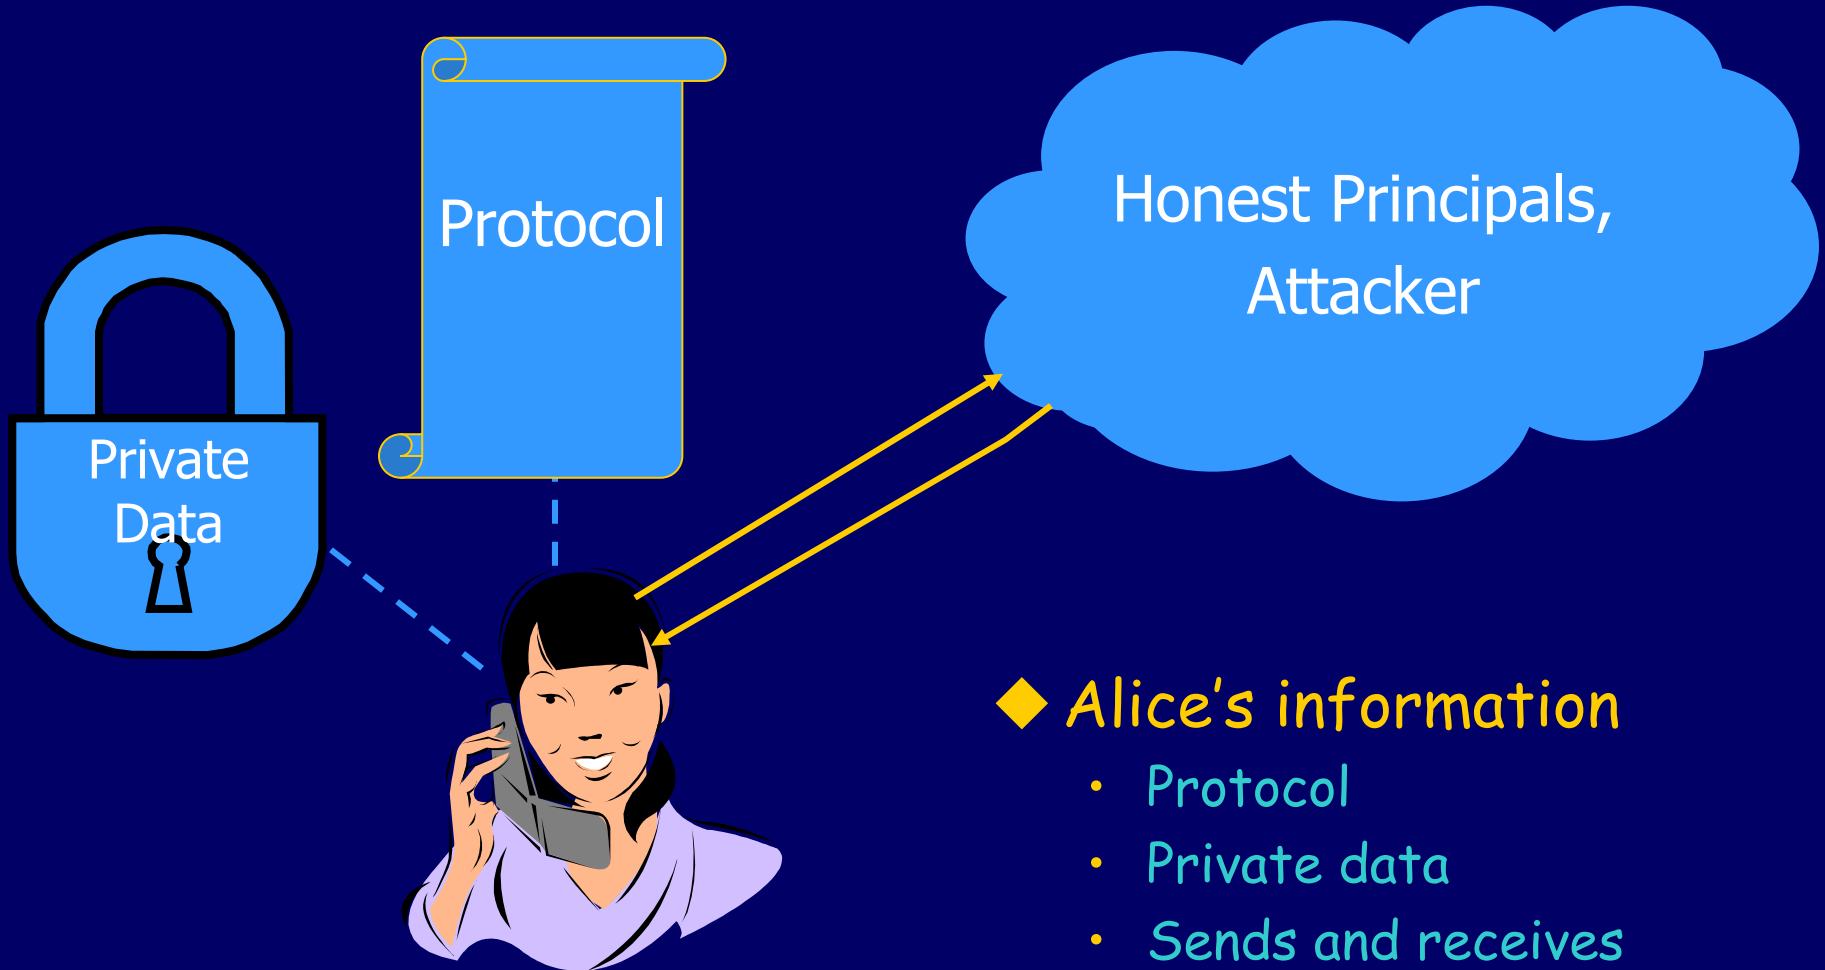 Protocol
Honest Principals,
Attacker
Private
Data
Alice’s information
• Protocol
• Private data
• Sends and receives